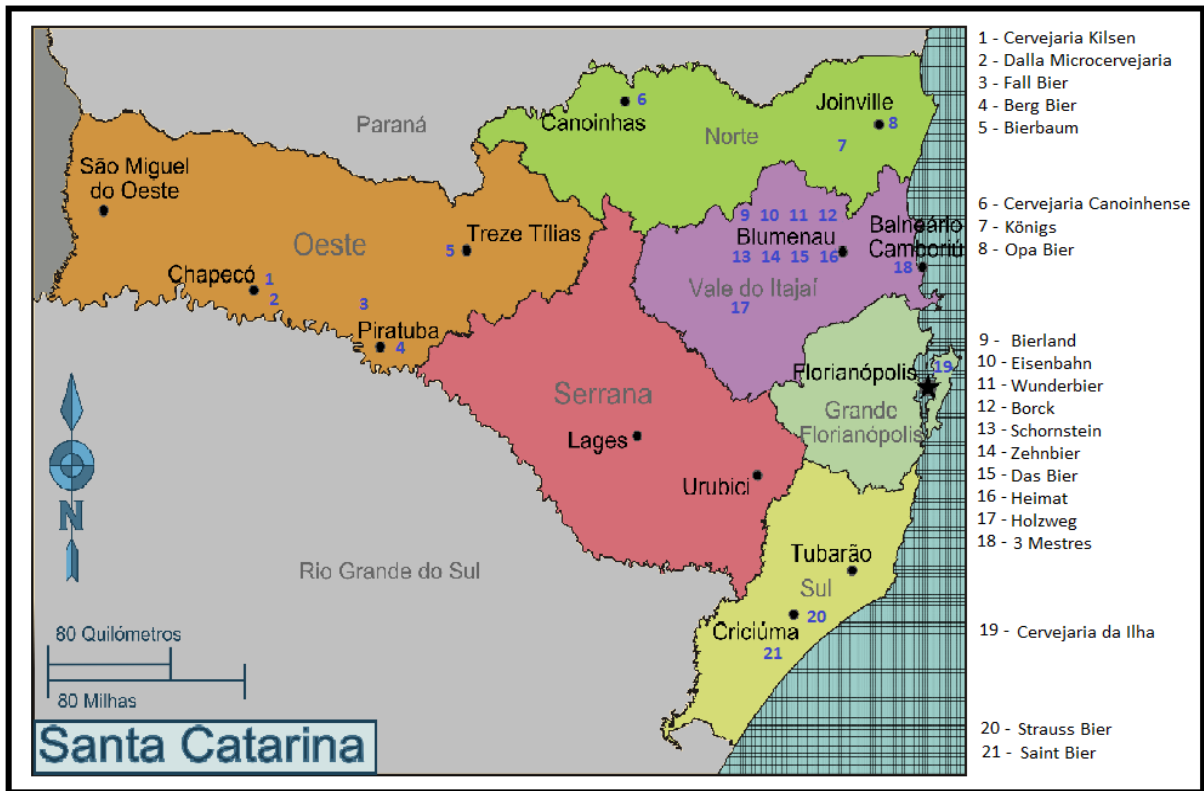 Paraná
Canoinhas
6
Norte
Joinville
8
7
São Miguel
do Oeste
Oeste
5
Treze Tílias
Chapecó
1
2
3
Piratuba
4
9 10 11 12
Blumenau
13 14 15 16
Balneário
Camboriú
18
Vale do Itajaí
17
Serrana
Lages
Urubici
Florianópolis
19
Grande
Florianópolis
Tubarão
Sul
20
Criciúma
21
Rio Grande do Sul
N
80 Quilómetros
80 Milhas
Santa Catarina
1 - Cervejaria Kilsen
2 - Dalla Microcervejaria
3 - Fall Bier
4 - Berg Bier
5 - Bierbaum
6 - Cervejaria Canoinhense
7 - Königs
8 - Opa Bier
9 - Bierland
10 - Eisenbahn
11 - Wunderbier
12 - Borck
13 - Schornstein
14 - Zehnbier
15 - Das Bier
16 - Heimat
17 - Holzweg
18 - 3 Mestres
19 - Cervejaria da Ilha
20 - Strauss Bier
21 - Saint Bier